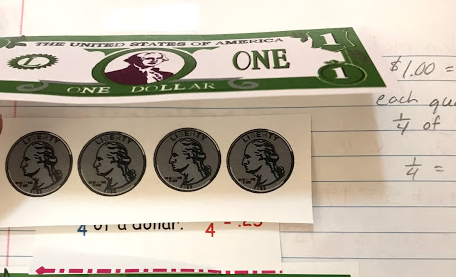 THE UNITED STATES OF AMERICA
1
L
ONE
1
ONE DOLLAR
$1.00 =
each
1/4 of
1/4 =
LIBERTY LIBERTY LIBERTY LIBERTY
4 of a dollar. 4 = .25